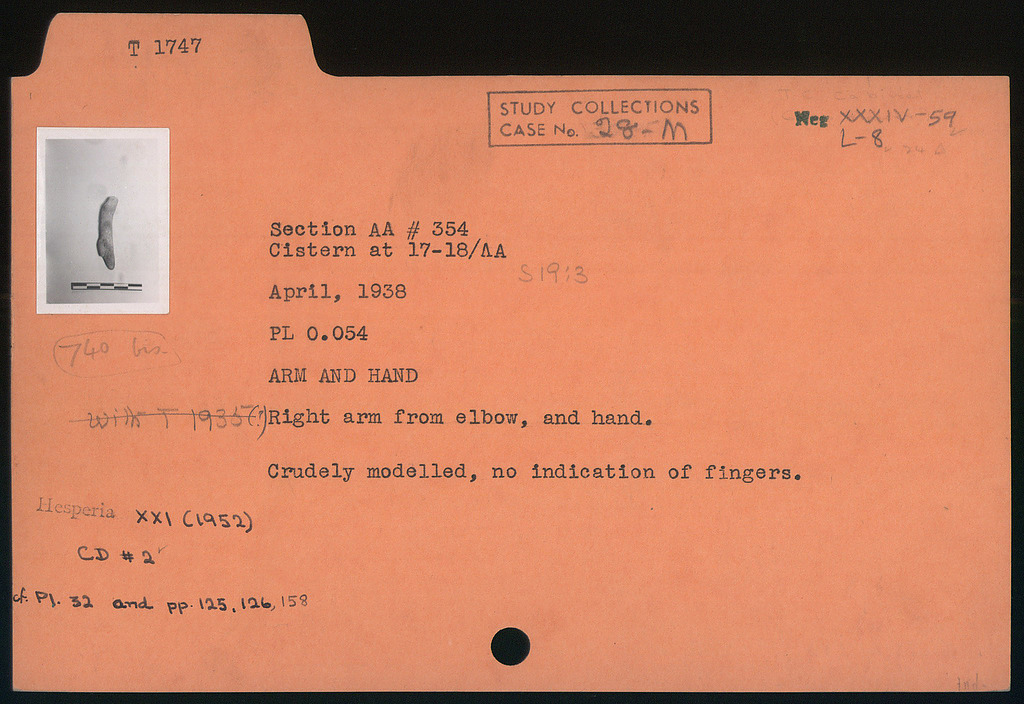 T 1747
STUDY COLLECTIONS
CASE No. 28-M
Neg XXXIV-59
L-8
Section AA # 354
Cistern at 17-18/AA
S 19:3
April, 1938
PL 0.054
740 bis
ARM AND HAND
with T 1935(?)
Right arm from elbow, and hand.
Crudely modelled, no indication of fingers.
Hesperia XXI (1952)
CD # 2
cf. Pl. 32 and pp. 125, 126, 158